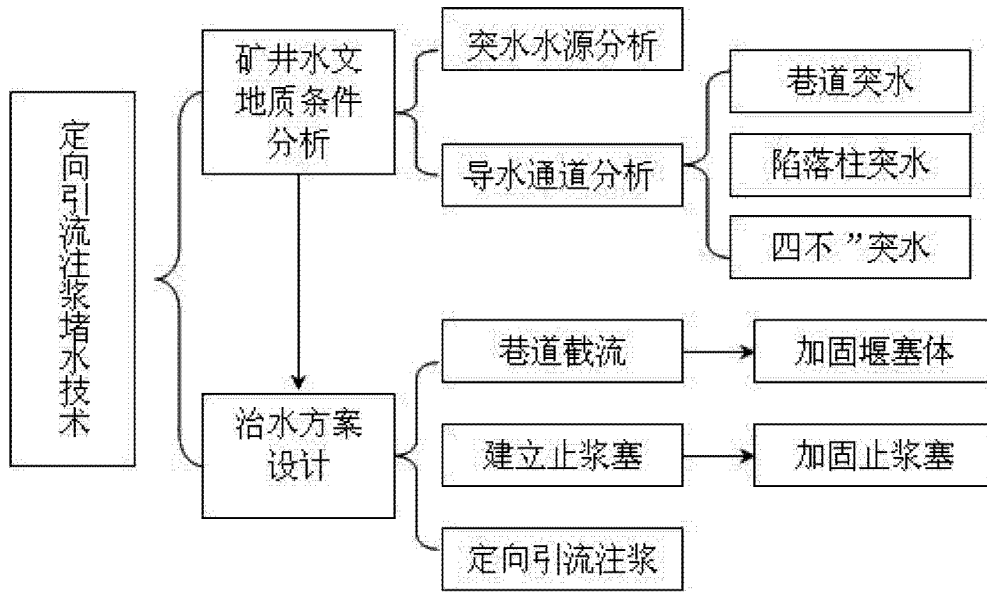 定向引流注浆堵水技术
矿井水文
地质条件
分析
突水水源分析
导水通道分析
巷道突水
陷落柱突水
四不”突水
治水方案
设计
巷道截流
加固堰塞体
建立止浆塞
加固止浆塞
定向引流注浆